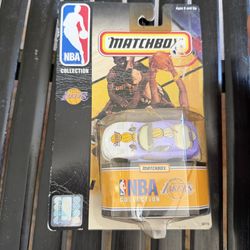 Ages 3 and Up
MATCHBOX
NBA
COLLECTION
LAKERS
MATCHBOX
NBA
COLLECTION
LAKERS